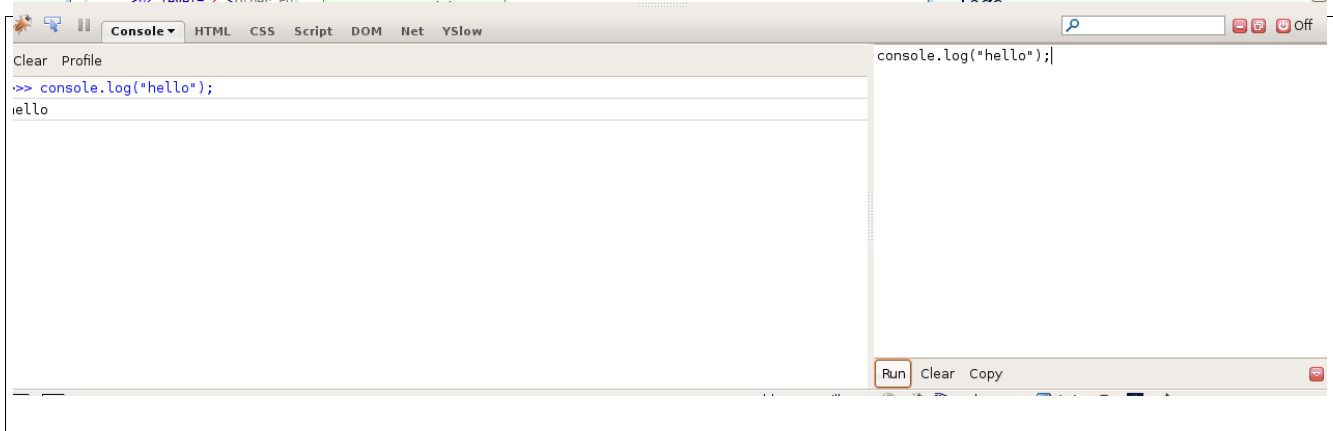 Console HTML CSS Script DOM Net YSlow
Off
Clear Profile
>>> console.log("hello");
hello
console.log("hello");
Run Clear Copy